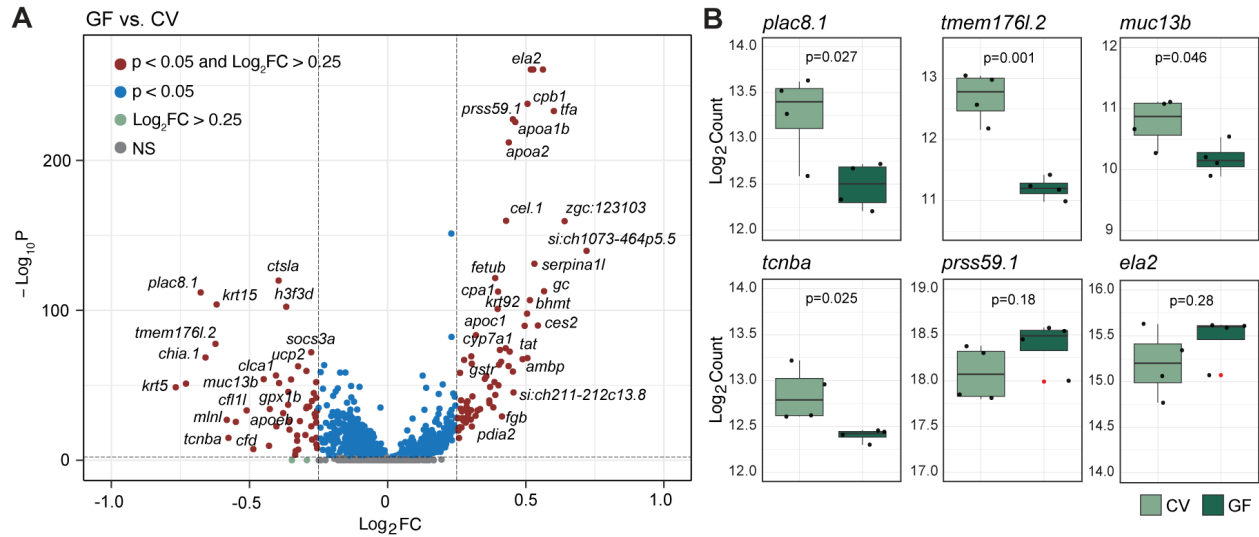 A
GF vs. CV
p < 0.05 and Log2FC > 0.25
p < 0.05
Log2FC > 0.25
NS
ela2
cpb1
prss59.1
tfa
apoa1b
apoa2
cel.1
zgc:123103
si:ch1073-464p5.5
fetub
serpina1l
cpa1
gc
krt92
bhmt
apoc1
ces2
cyp7a1
tat
gstr
ambp
si:ch211-212c13.8
fgb
pdia2
plac8.1
ctsla
krt15
h3f3d
tmem176l.2
socs3a
chia.1
ucp2
clca1
krt5
muc13b
gpx1b
cfl1l
mlnl
apoeb
tcnba
cfd
-Log10P
200
100
0
-1.0
-0.5
0
0.5
1.0
Log2FC
B
plac8.1
tmem176l.2
muc13b
p=0.027
p=0.001
p=0.046
14.0
13.5
13.0
12.5
12.0
13
12
11
12
11
10
9
Log2Count
tcnba
prss59.1
ela2
p=0.025
p=0.18
p=0.28
14.0
13.5
13.0
12.5
12.0
19.0
18.5
18.0
17.5
17.0
16.0
15.5
15.0
14.5
14.0
Log2Count
CV
GF